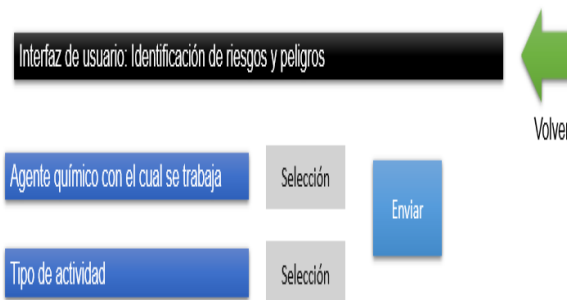 Interfaz de usuario: Identificación de riesgos y peligros
Volver
Agente químico con el cual se trabaja
Selección
Enviar
Tipo de actividad
Selección